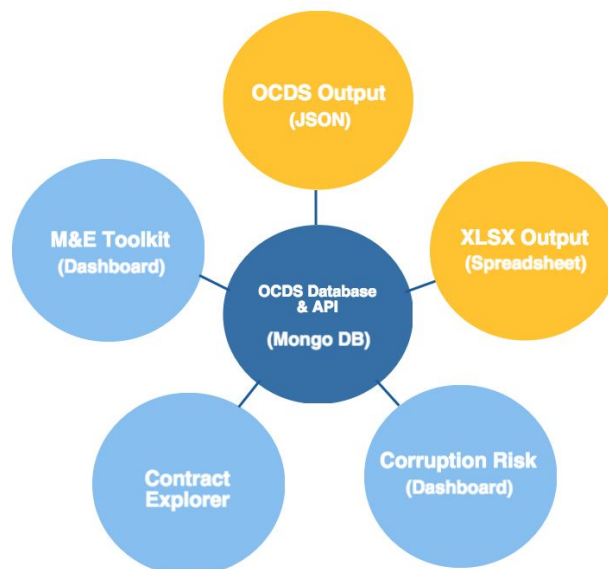 OCDS Output
(JSON)
M&E Toolkit
(Dashboard)
XLSX Output
(Spreadsheet)
OCDS Database
& API
(Mongo DB)
Contract
Explorer
Corruption Risk
(Dashboard)